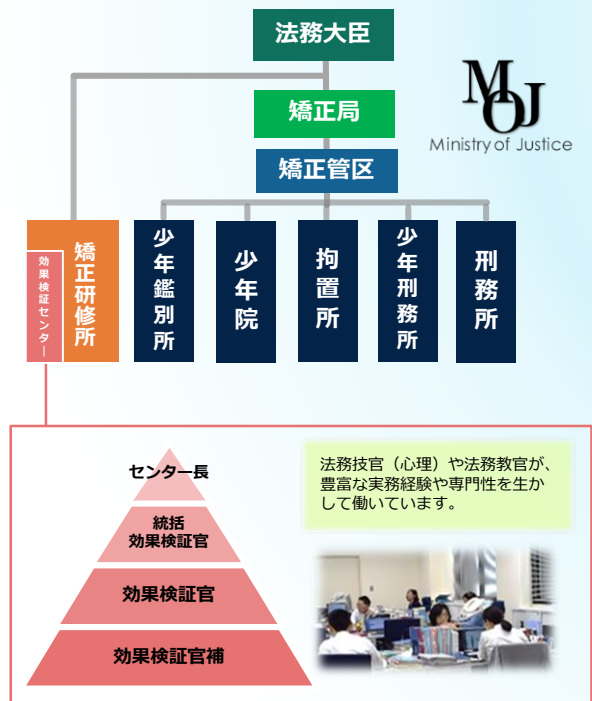 法務大臣
MOJ
Ministry of Justice
矯正局
矯正管区
効果検証センター
矯正研修所
少年鑑別所
少年院
拘置所
少年刑務所
刑務所
センター長
統括
効果検証官
効果検証官
効果検証官補
法務技官（心理）や法務教官が、
豊富な実務経験や専門性を生か
して働いています。